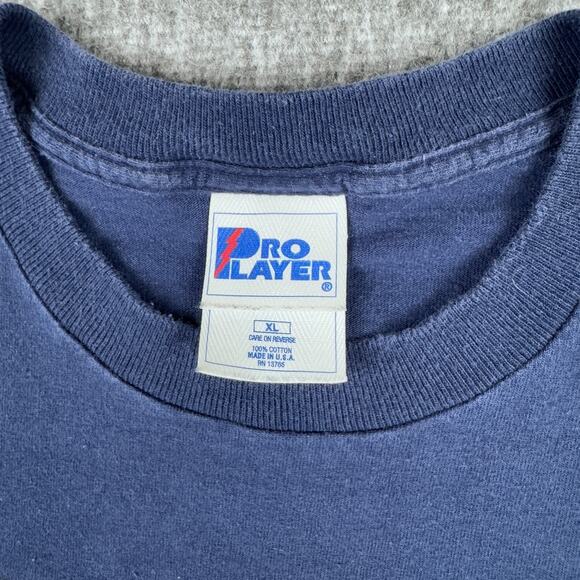 PRO
PLAYER
®
XL
CARE ON REVERSE
100% COTTON
MADE IN U.S.A.
RN 13765